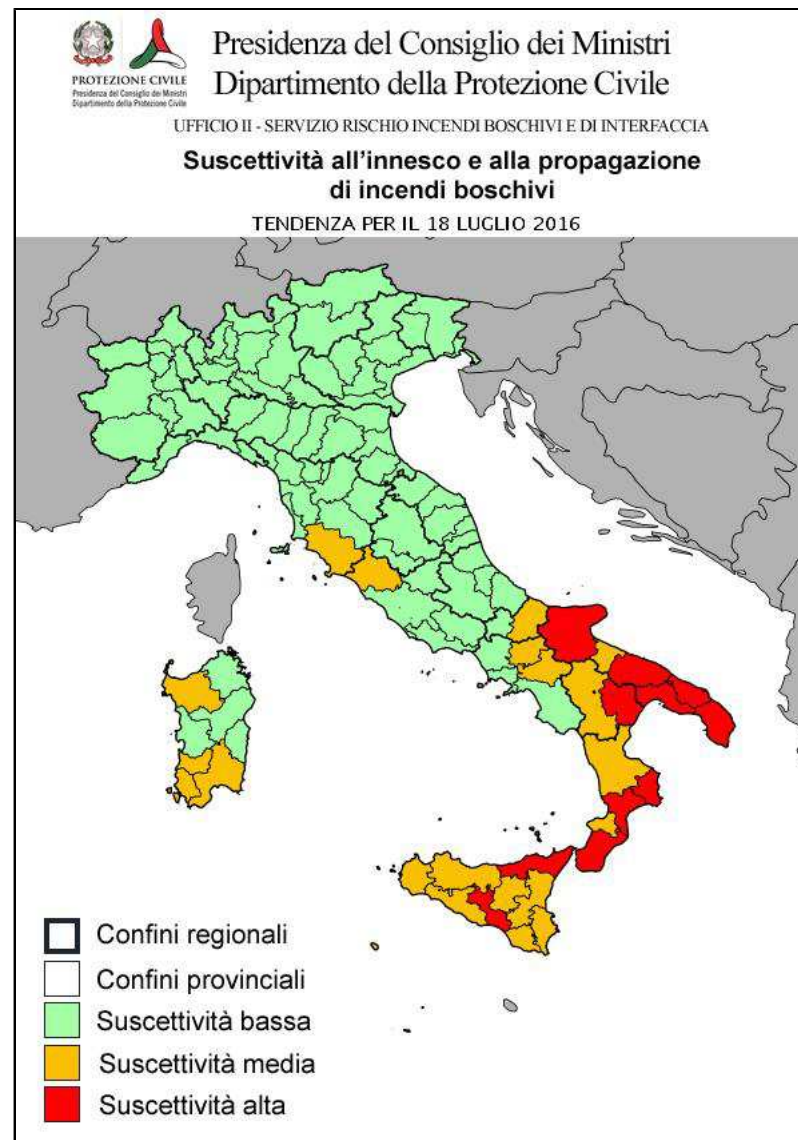 PROTEZIONE CIVILE
Presidenza del Consiglio dei Ministri
Dipartimento della Protezione Civile
Presidenza del Consiglio dei Ministri
Dipartimento della Protezione Civile
UFFICIO II - SERVIZIO RISCHIO INCENDI BOSCHIVI E DI INTERFACCIA
Suscettività all'innesco e alla propagazione
di incendi boschivi
TENDENZA PER IL 18 LUGLIO 2016
Confini regionali
Confini provinciali
Suscettività bassa
Suscettività media
Suscettività alta